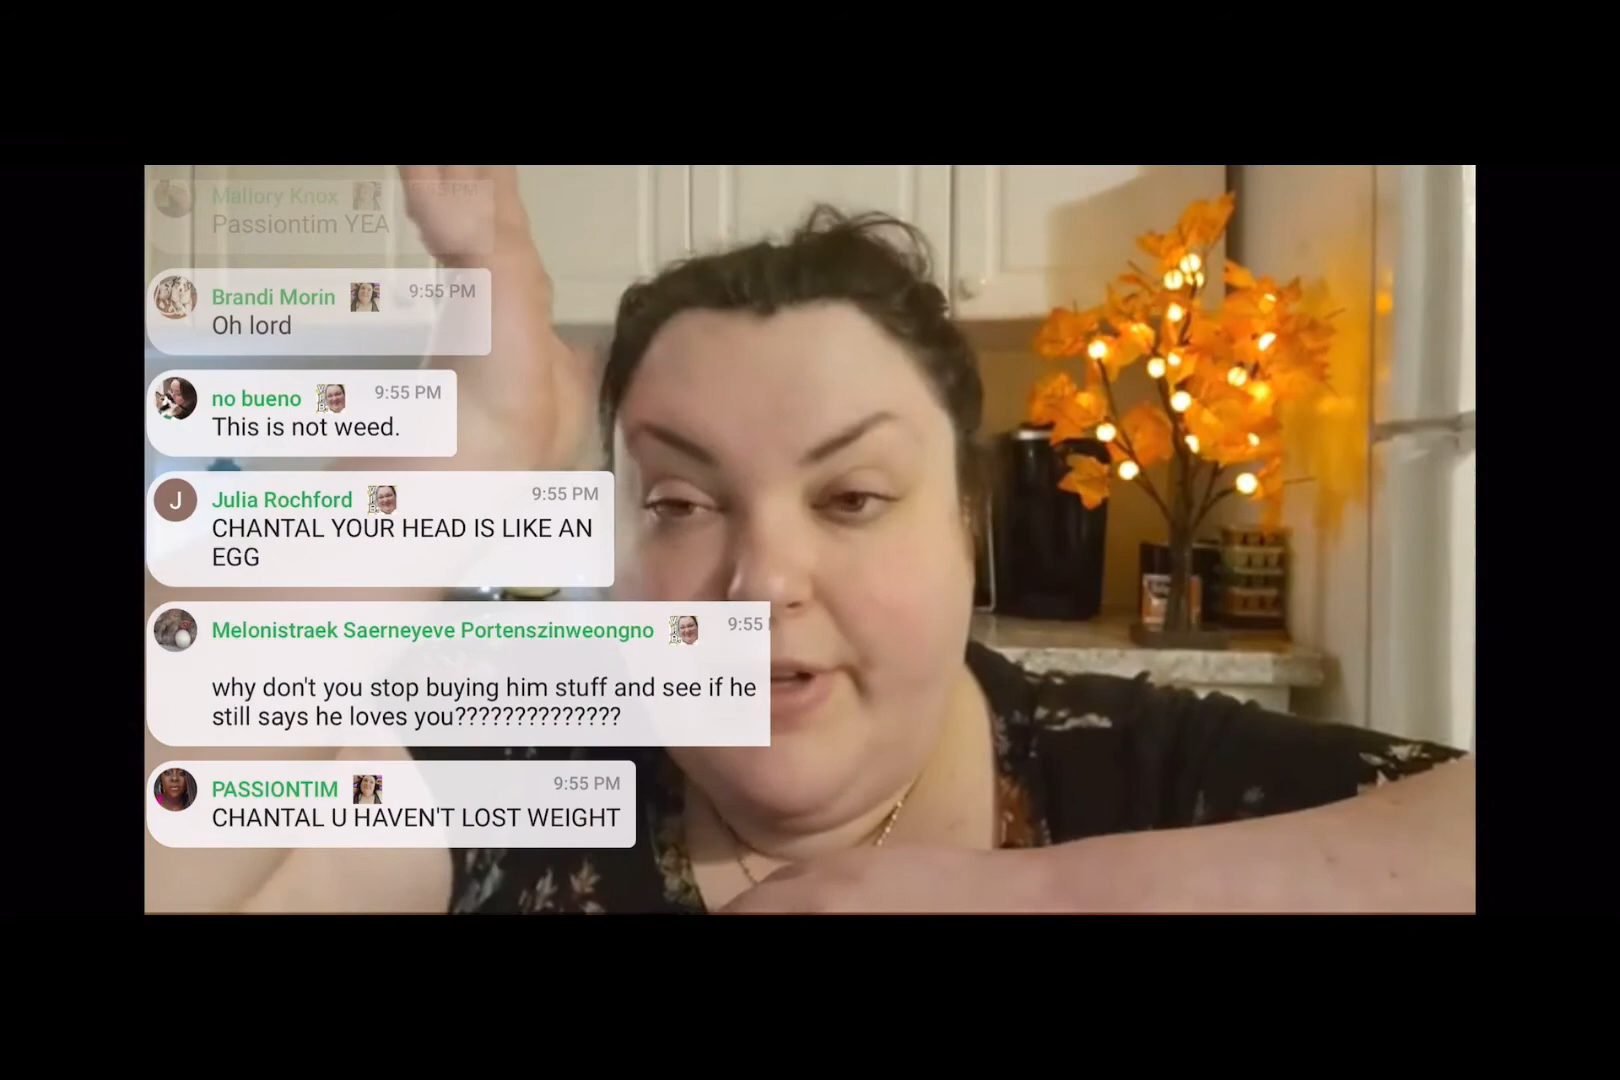 Mallory Knox 9:55 PM
Passiontim YEA
Brandi Morin 9:55 PM
Oh lord
no bueno 9:55 PM
This is not weed.
J Julia Rochford 9:55 PM
CHANTAL YOUR HEAD IS LIKE AN
EGG
Melonistraek Saerneyeve Portenszinweongno 9:55
why don't you stop buying him stuff and see if he
still says he loves you??????????????
PASSIONTIM 9:55 PM
CHANTAL U HAVEN'T LOST WEIGHT